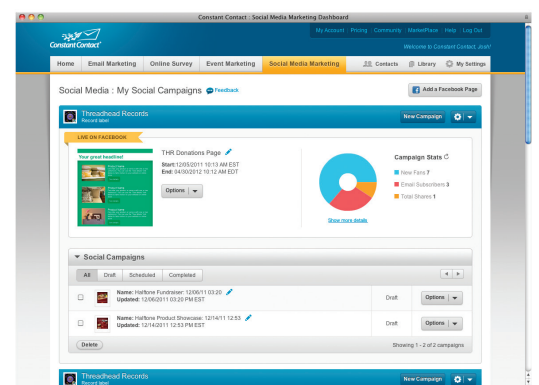 Constant Contact : Social Media Marketing Dashboard
My Account Pricing Community MarketPlace Help Log Out
Constant Contact
Welcome to Constant Contact, Josh!
Home Email Marketing Online Survey Event Marketing Social Media Marketing Contacts Library My Settings
Social Media : My Social Campaigns Feedback Add a Facebook Page
Threadhead Records
Record label
New Campaign
LIVE ON FACEBOOK
Your great headline!
THR Donations Page
Start:12/05/2011 10:13 AM EST
End: 04/30/2012 10:12 AM EDT
Options
Campaign Stats
New Fans 7
Email Subscribers 3
Total Shares 1
Show more details
Social Campaigns
All Draft Scheduled Completed
Name: Halftone Fundraiser: 12/06/11 03:20
Updated: 12/06/2011 03:20 PM EST
Draft Options
Name: Halftone Product Showcase: 12/14/11 12:53
Updated: 12/14/2011 12:53 PM EST
Draft Options
Delete Showing 1 - 2 of 2 campaigns
Threadhead Records
Record label
New Campaign